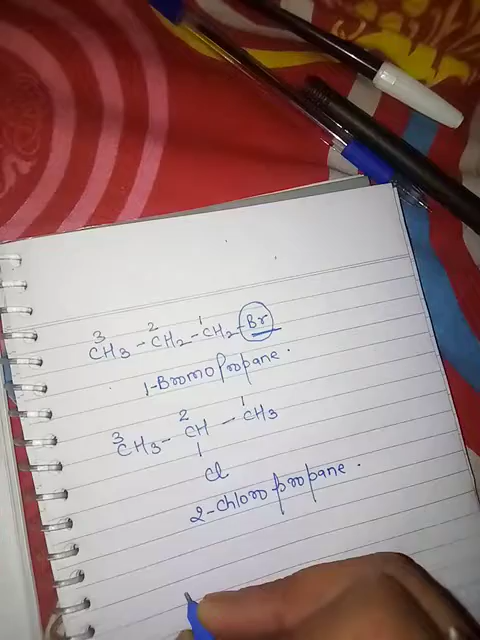 3 2 1
CH3 - CH2 - CH2 - Br
1-Bromopropane.
3 2 1
CH3 - CH - CH3
|
Cl
2-Chloropropane.